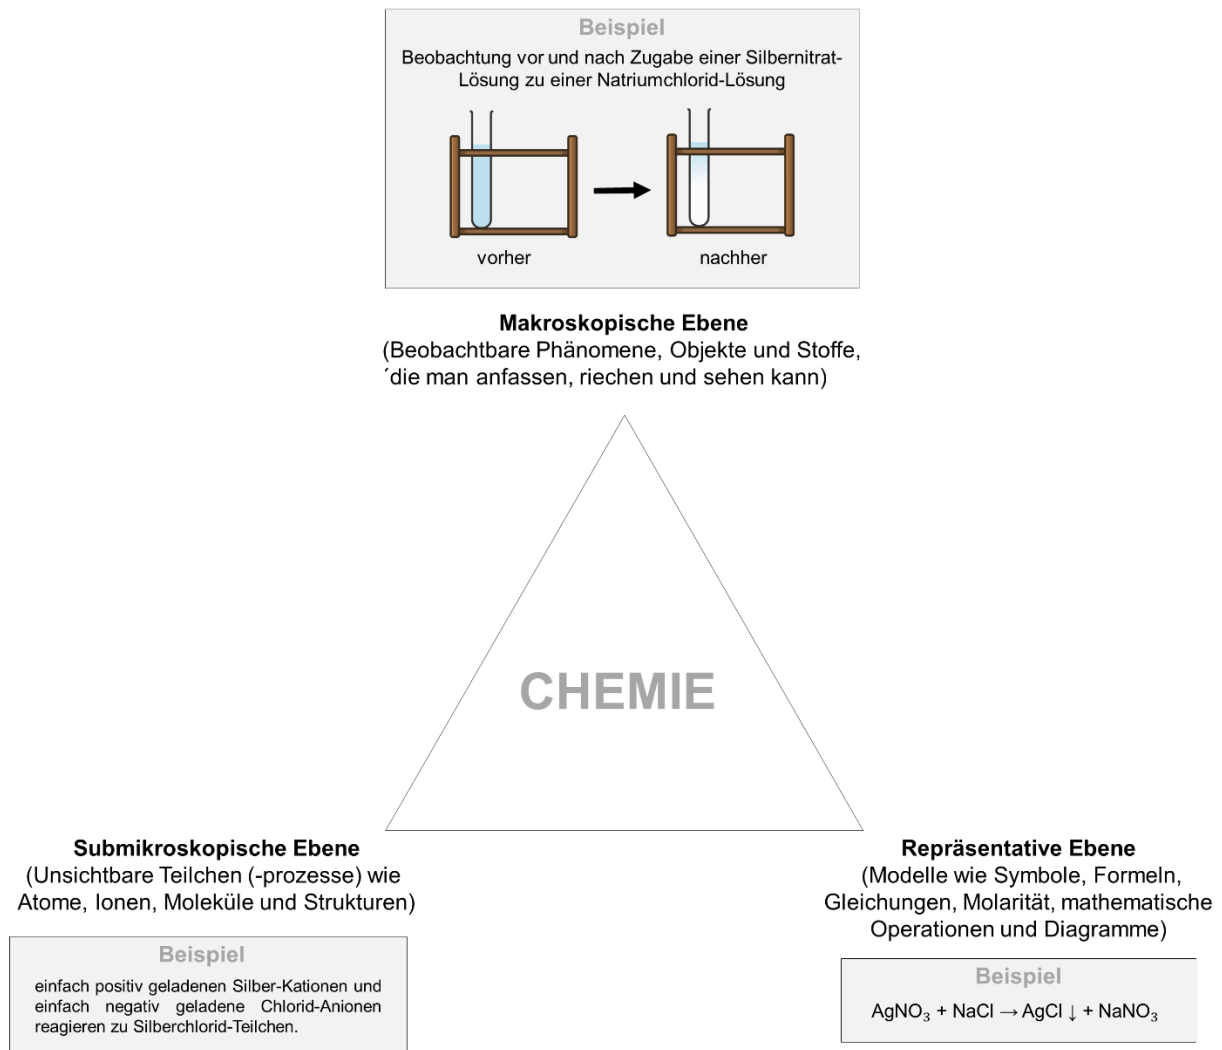 Beispiel
Beobachtung vor und nach Zugabe einer Silbernitrat-
Lösung zu einer Natriumchlorid-Lösung
vorher
nachher
Makroskopische Ebene
(Beobachtbare Phänomene, Objekte und Stoffe,
´die man anfassen, riechen und sehen kann)
CHEMIE
Submikroskopische Ebene
(Unsichtbare Teilchen (-prozesse) wie
Atome, Ionen, Moleküle und Strukturen)
Beispiel
einfach positiv geladenen Silber-Kationen und
einfach negativ geladene Chlorid-Anionen
reagieren zu Silberchlorid-Teilchen.
Repräsentative Ebene
(Modelle wie Symbole, Formeln,
Gleichungen, Molarität, mathematische
Operationen und Diagramme)
Beispiel
AgNO₃ + NaCl → AgCl ↓ + NaNO₃